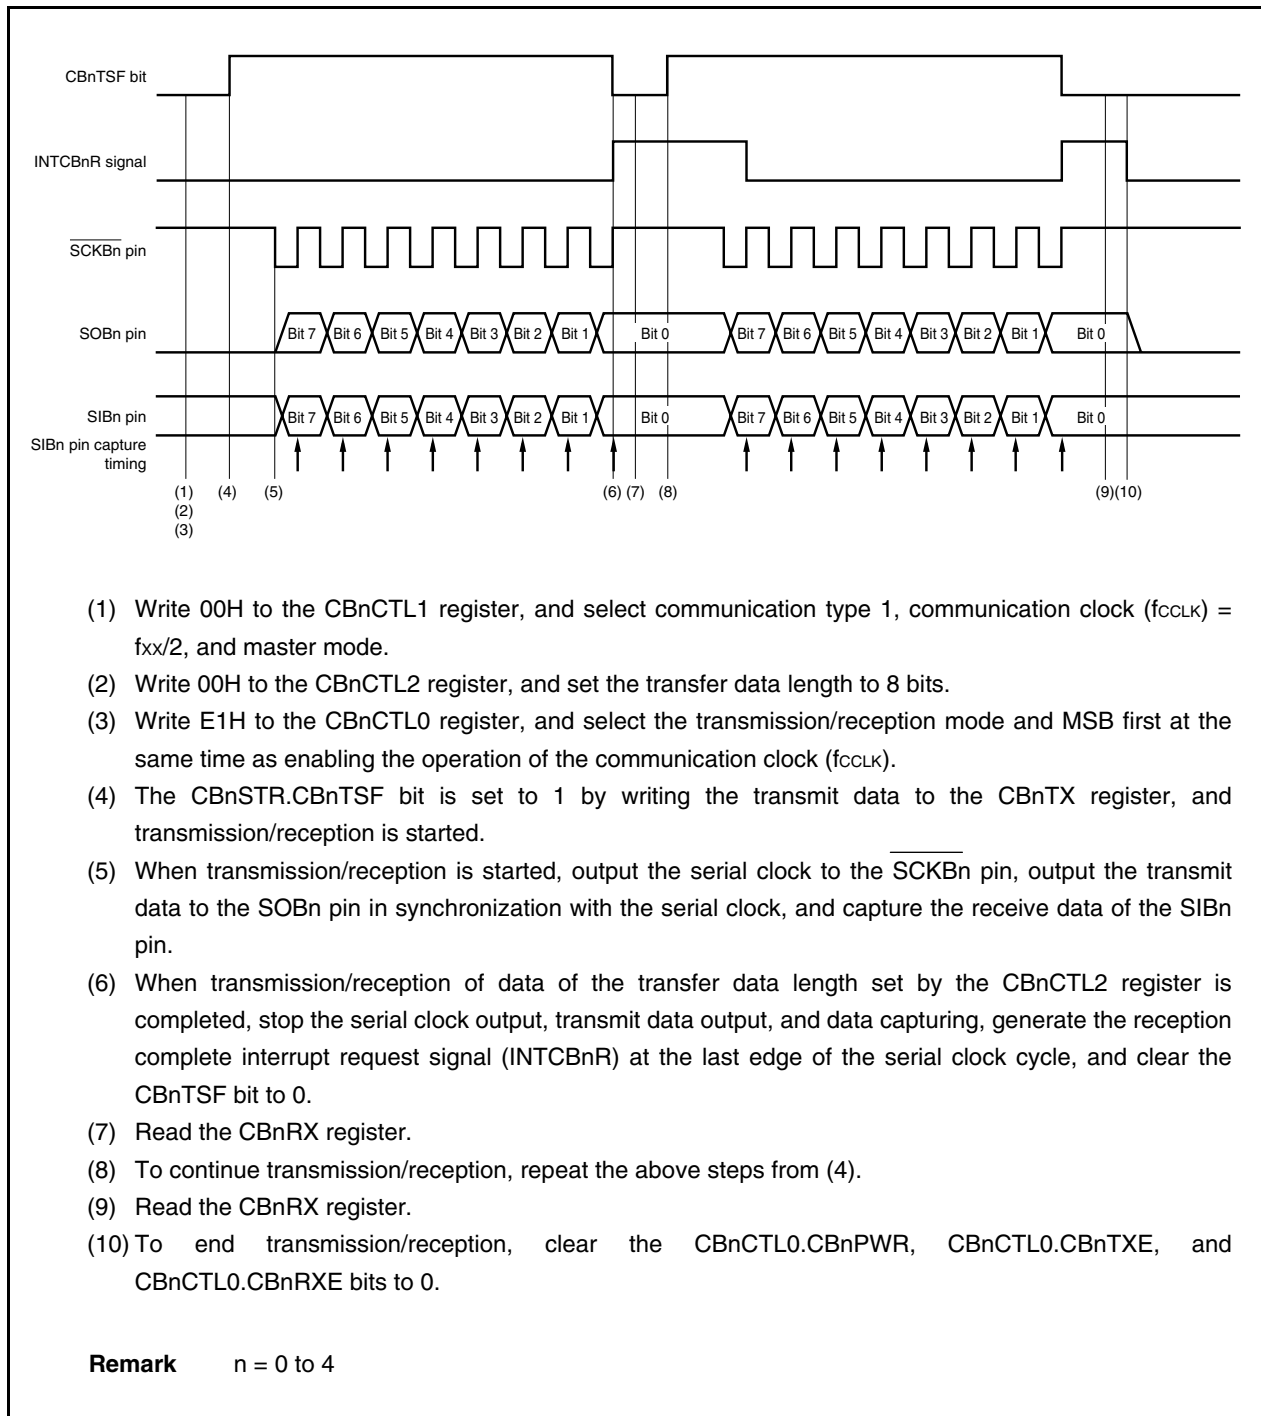 CBnTSF bit
INTCBnR signal
SCKBn pin
SOBn pin
Bit 7 Bit 6 Bit 5 Bit 4 Bit 3 Bit 2 Bit 1 Bit 0 Bit 7 Bit 6 Bit 5 Bit 4 Bit 3 Bit 2 Bit 1 Bit 0
SIBn pin
Bit 7 Bit 6 Bit 5 Bit 4 Bit 3 Bit 2 Bit 1 Bit 0 Bit 7 Bit 6 Bit 5 Bit 4 Bit 3 Bit 2 Bit 1 Bit 0
SIBn pin capture
timing
(1) (4) (5) (6) (7) (8) (9)(10)
(2)
(3)
(1) Write 00H to the CBnCTL1 register, and select communication type 1, communication clock (fCCLK) =
fxx/2, and master mode.
(2) Write 00H to the CBnCTL2 register, and set the transfer data length to 8 bits.
(3) Write E1H to the CBnCTL0 register, and select the transmission/reception mode and MSB first at the
same time as enabling the operation of the communication clock (fCCLK).
(4) The CBnSTR.CBnTSF bit is set to 1 by writing the transmit data to the CBnTX register, and
transmission/reception is started.
(5) When transmission/reception is started, output the serial clock to the SCKBn pin, output the transmit
data to the SOBn pin in synchronization with the serial clock, and capture the receive data of the SIBn
pin.
(6) When transmission/reception of data of the transfer data length set by the CBnCTL2 register is
completed, stop the serial clock output, transmit data output, and data capturing, generate the reception
complete interrupt request signal (INTCBnR) at the last edge of the serial clock cycle, and clear the
CBnTSF bit to 0.
(7) Read the CBnRX register.
(8) To continue transmission/reception, repeat the above steps from (4).
(9) Read the CBnRX register.
(10) To end transmission/reception, clear the CBnCTL0.CBnPWR, CBnCTL0.CBnTXE, and
CBnCTL0.CBnRXE bits to 0.
Remark n = 0 to 4